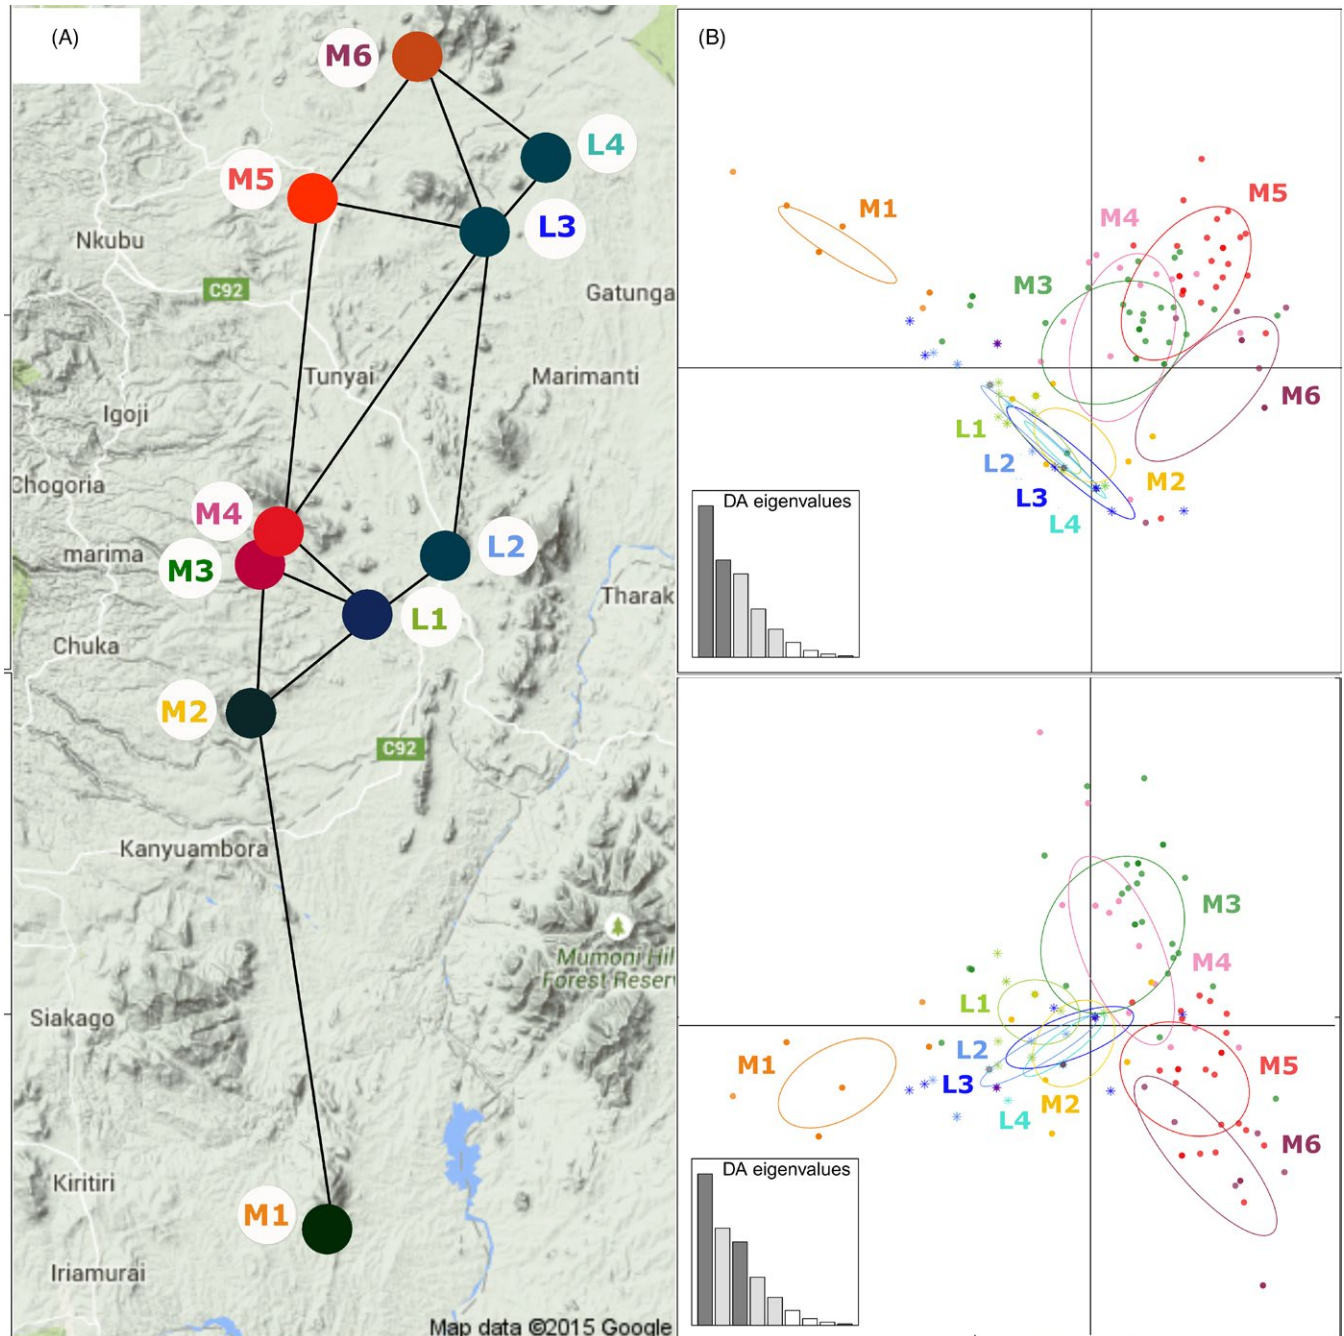 (A)
M6
L4
M5
L3
Nkubu
C92
Gatunga
Tunyai
Marimanti
Igoji
Chogoria
M4
marima
M3
L2
Tharak
L1
Chuka
M2
C92
Kanyuambora
Mumoni Hil
Forest Reserv
Siakago
Kiritiri
M1
Iriamurai
Map data ©2015 Google
(B)
M1
M5
M4
M3
M6
L1
L2
M2
L3
L4
DA eigenvalues
M3
M4
L1
M1
L2
M5
L3
M2
L4
M6
DA eigenvalues